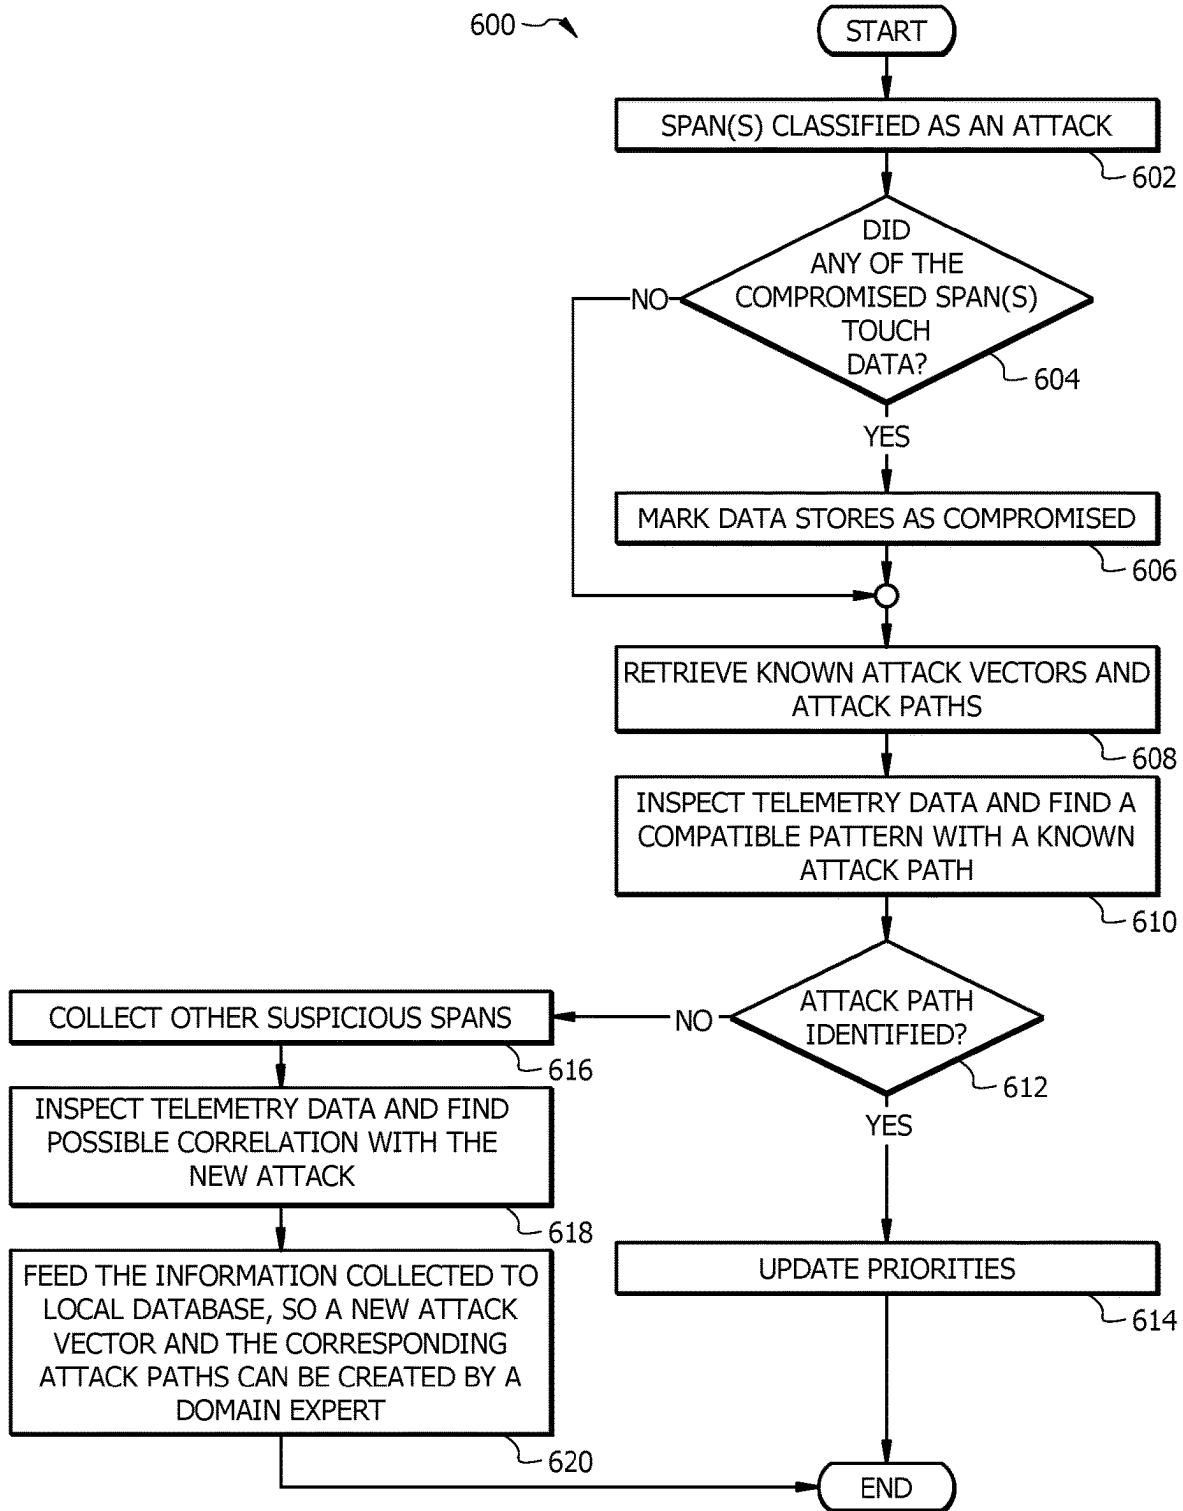 600
START
SPAN(S) CLASSIFIED AS AN ATTACK
602
DID
ANY OF THE
COMPROMISED SPAN(S)
TOUCH
DATA?
NO
604
YES
MARK DATA STORES AS COMPROMISED
606
RETRIEVE KNOWN ATTACK VECTORS AND
ATTACK PATHS
608
INSPECT TELEMETRY DATA AND FIND A
COMPATIBLE PATTERN WITH A KNOWN
ATTACK PATH
610
ATTACK PATH
IDENTIFIED?
NO
612
YES
COLLECT OTHER SUSPICIOUS SPANS
616
INSPECT TELEMETRY DATA AND FIND
POSSIBLE CORRELATION WITH THE
NEW ATTACK
618
FEED THE INFORMATION COLLECTED TO
LOCAL DATABASE, SO A NEW ATTACK
VECTOR AND THE CORRESPONDING
ATTACK PATHS CAN BE CREATED BY A
DOMAIN EXPERT
620
UPDATE PRIORITIES
614
END